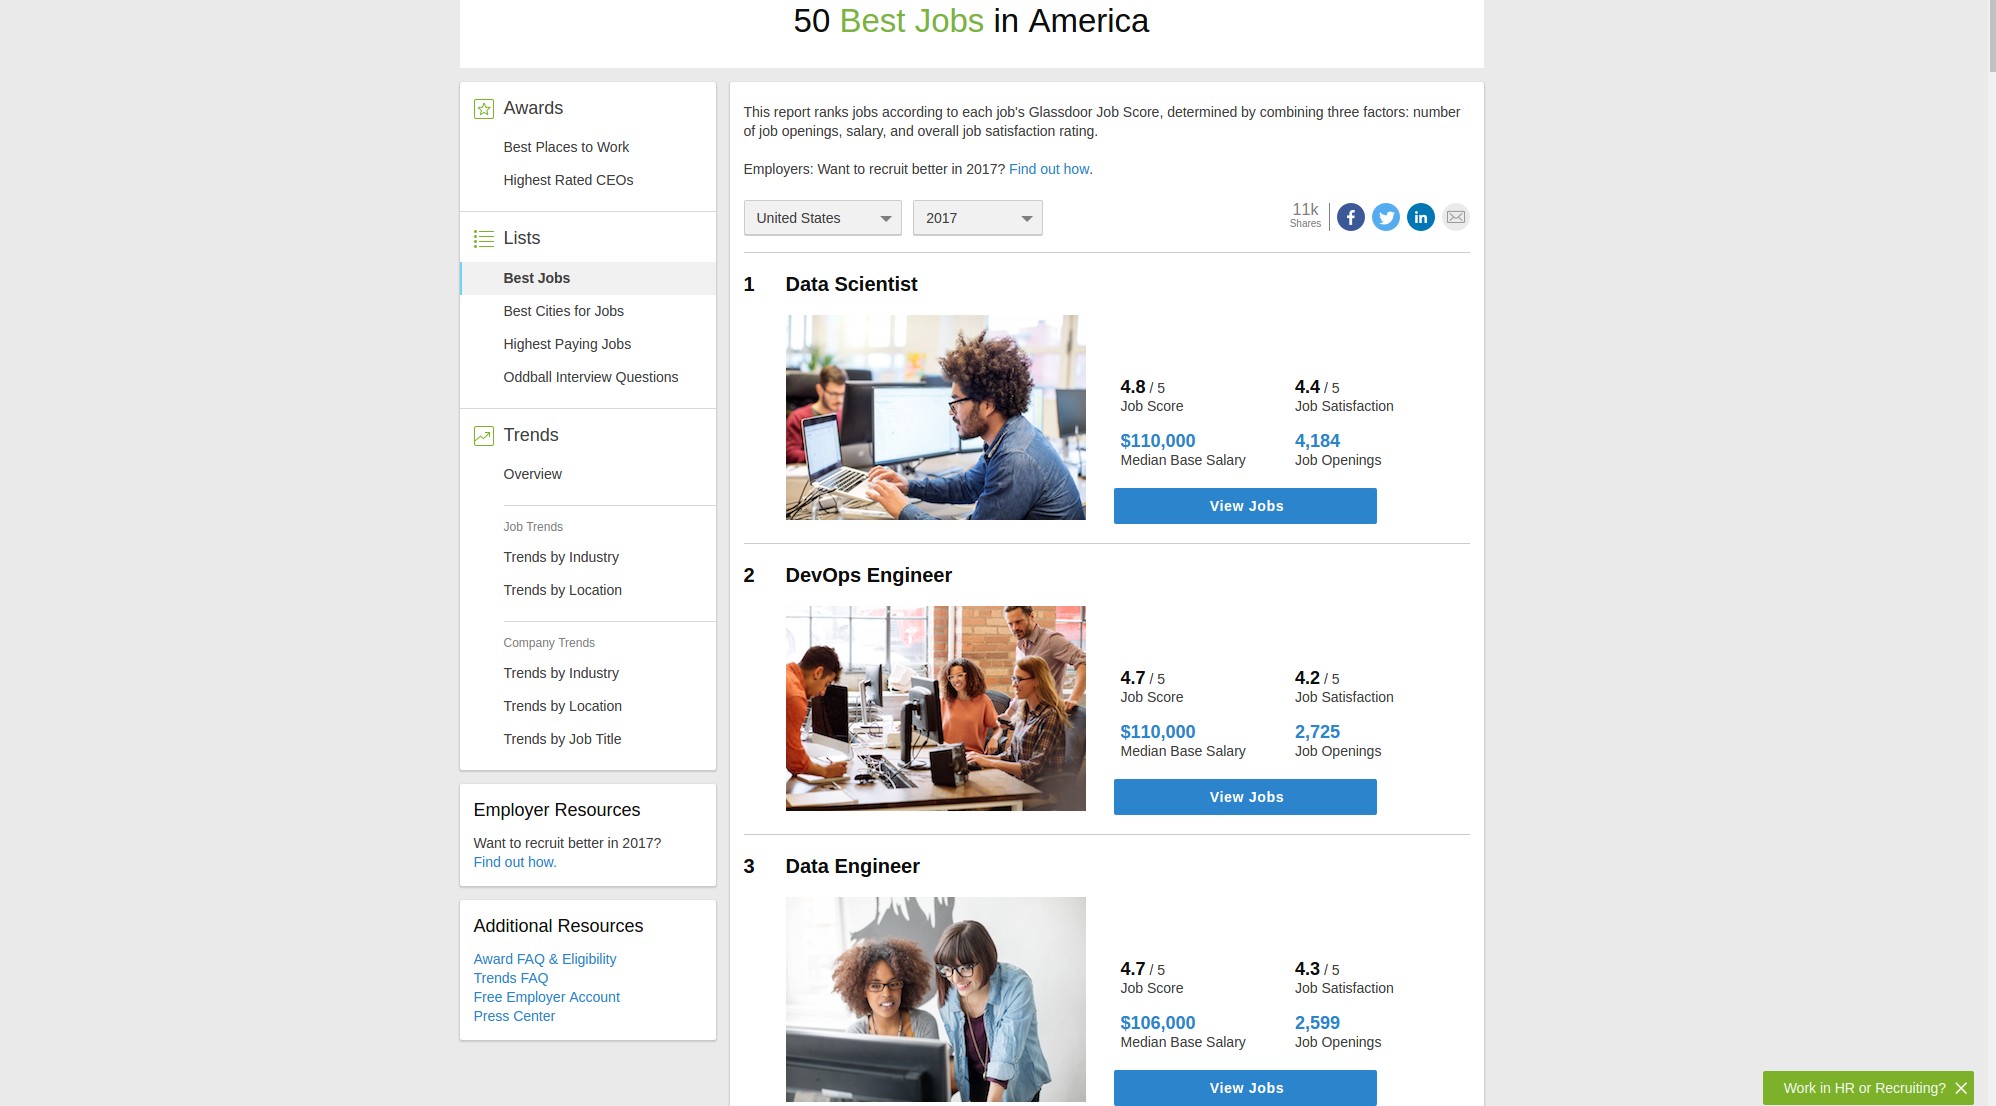 50 Best Jobs in America
Awards
Best Places to Work
Highest Rated CEOs
Lists
Best Jobs
Best Cities for Jobs
Highest Paying Jobs
Oddball Interview Questions
Trends
Overview
Job Trends
Trends by Industry
Trends by Location
Company Trends
Trends by Industry
Trends by Location
Trends by Job Title
Employer Resources
Want to recruit better in 2017?
Find out how.
Additional Resources
Award FAQ & Eligibility
Trends FAQ
Free Employer Account
Press Center
This report ranks jobs according to each job's Glassdoor Job Score, determined by combining three factors: number
of job openings, salary, and overall job satisfaction rating.
Employers: Want to recruit better in 2017? Find out how.
United States 2017
11k
Shares
1 Data Scientist
4.8 / 5 4.4 / 5
Job Score Job Satisfaction
$110,000 4,184
Median Base Salary Job Openings
View Jobs
2 DevOps Engineer
4.7 / 5 4.2 / 5
Job Score Job Satisfaction
$110,000 2,725
Median Base Salary Job Openings
View Jobs
3 Data Engineer
4.7 / 5 4.3 / 5
Job Score Job Satisfaction
$106,000 2,599
Median Base Salary Job Openings
View Jobs
Work in HR or Recruiting?